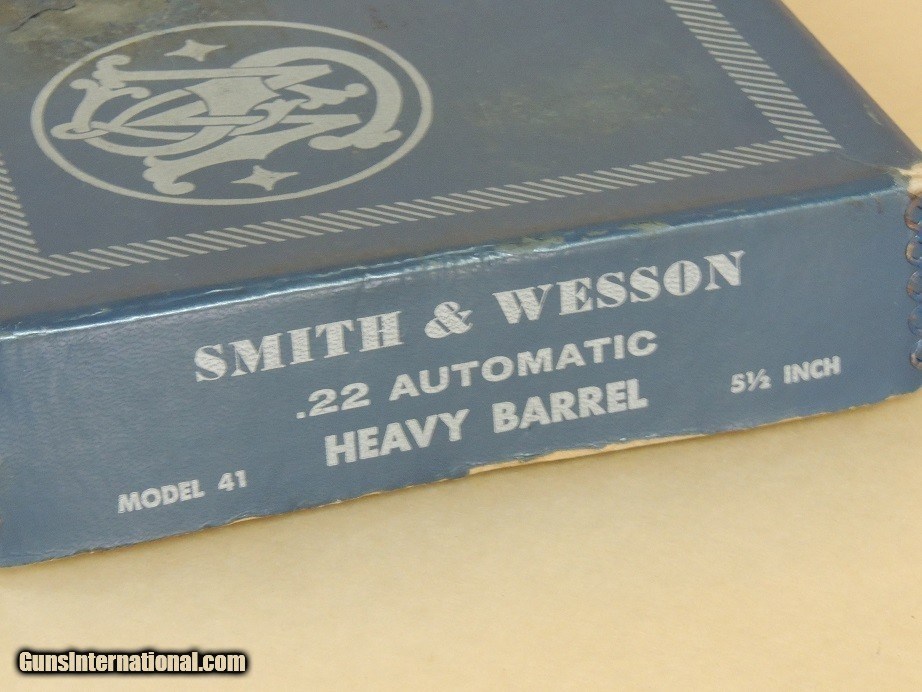 SMITH & WESSON
.22 AUTOMATIC
HEAVY BARREL
MODEL 41
5½ INCH
GunsInternational.com